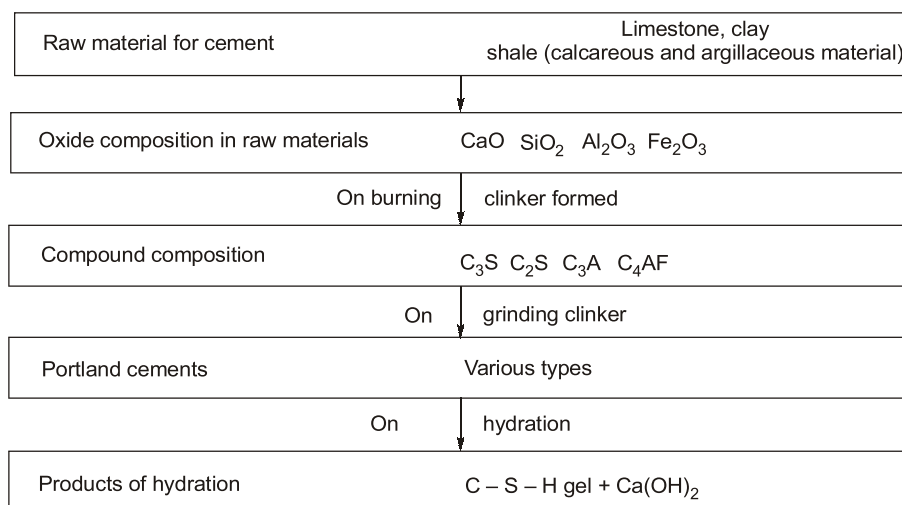 Raw material for cement
Limestone, clay
shale (calcareous and argillaceous material)
Oxide composition in raw materials CaO SiO₂ Al₂O₃ Fe₂O₃
On burning clinker formed
Compound composition
C₃S C₂S C₃A C₄AF
On grinding clinker
Portland cements Various types
On hydration
Products of hydration C – S – H gel + Ca(OH)₂